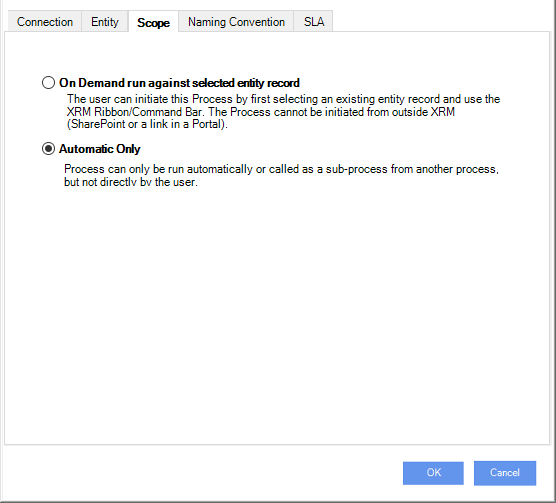 Connection Entity Scope Naming Convention SLA
On Demand run against selected entity record
The user can initiate this Process by first selecting an existing entity record and use the
XRM Ribbon/Command Bar. The Process cannot be initiated from outside XRM
(SharePoint or a link in a Portal).
Automatic Only
Process can only be run automatically or called as a sub-process from another process,
but not directly by the user.
OK Cancel